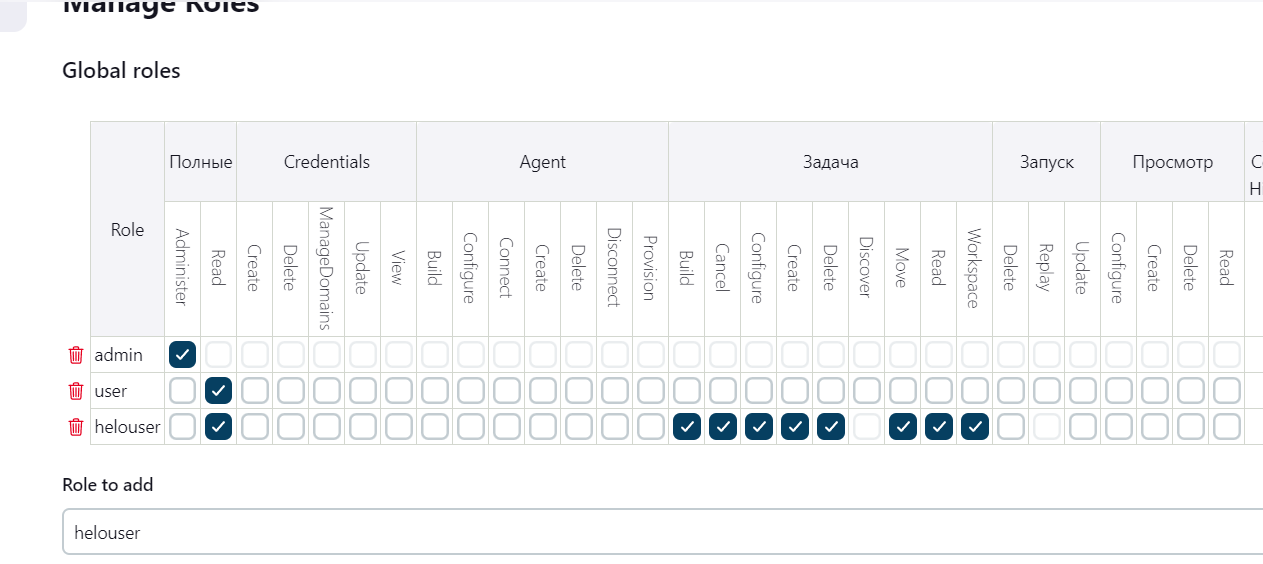 Manage Roles
Global roles
Role
Полные
Credentials
Agent
Задача
Запуск
Просмотр
Administer
Read
Create
Delete
ManageDomains
Update
View
Build
Configure
Connect
Create
Delete
Disconnect
Provision
Build
Cancel
Configure
Create
Delete
Discover
Move
Read
Workspace
Delete
Replay
Update
Configure
Create
Delete
Read
admin
user
helouser
Role to add
helouser